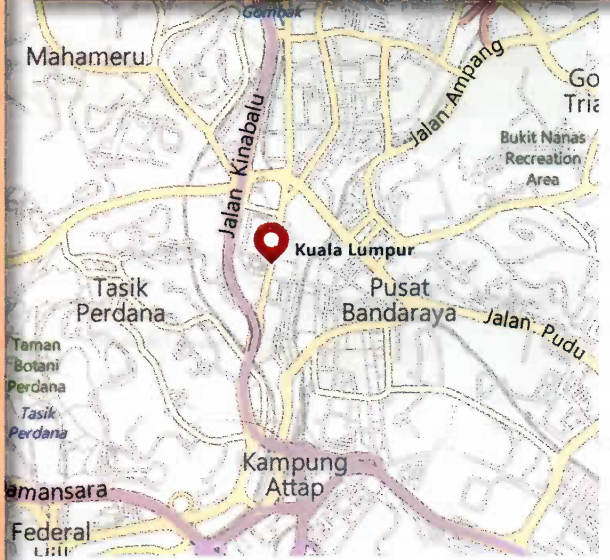 Gombak
Mahameru
Jalan Ampang
Go
Tria
Bukit Nanas
Recreation
Area
Jalan Kinabalu
Kuala Lumpur
Tasik
Perdana
Pusat
Bandaraya
Jalan Pudu
Taman
Botani
Perdana
Tasik
Perdana
Kampung
Attap
amansara
Federal